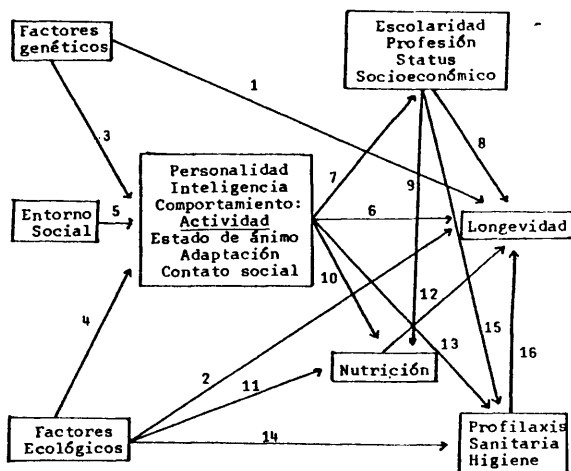 Factores
genéticos
Escolaridad
Profesión
Status
Socioeconómico
1
3
7
8
9
Personalidad
Inteligencia
Comportamiento:
Actividad
Estado de ánimo
Adaptación
Contato social
Entorno
Social
5
6
Longevidad
10
4
12
2
13
15
11
Nutrición
16
14
Factores
Ecológicos
Profilaxis
Sanitaria
Higiene